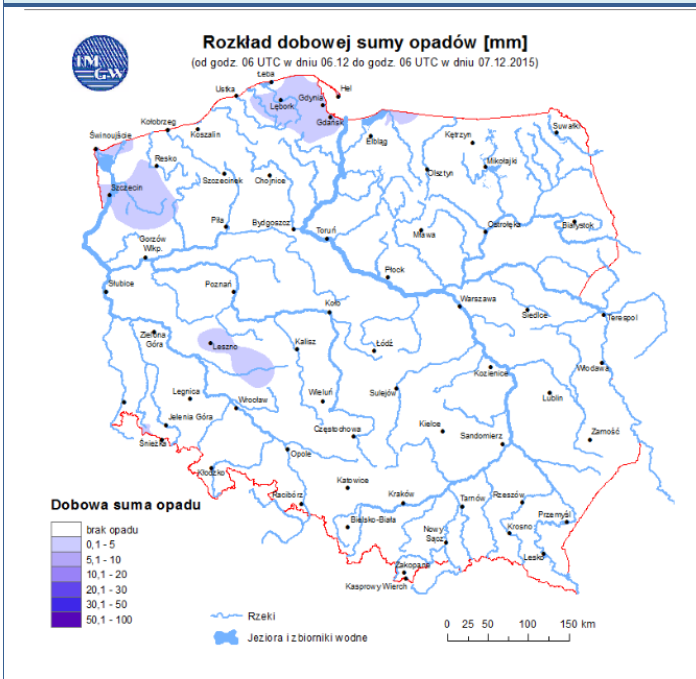 IM
GW
Rozkład dobowej sumy opadów [mm]
(od godz. 06 UTC w dniu 06.12 do godz. 06 UTC w dniu 07.12.2015)
Łeba
Ustka
Hel
Gdynia
Lębork
Gdańsk
Kołobrzeg
Koszalin
Świnoujście
Elbląg
Kętrzyn
Suwałki
Resko
Szczecinek
Chojnice
Olsztyn
Mikołajki
Szczecin
Piła
Bydgoszcz
Toruń
Mława
Ostrołęka
Białystok
Gorzów
Wlkp.
Płock
Słubice
Poznań
Koło
Warszawa
Siedlce
Terespol
Zielona
Góra
Leszno
Kalisz
Łódź
Kozienice
Włodawa
Legnica
Wrocław
Wieluń
Sulejów
Lublin
Jelenia Góra
Śnieżka
Częstochowa
Kielce
Sandomierz
Zamość
Kłodzko
Opole
Racibórz
Katowice
Kraków
Tarnów
Rzeszów
Przemyśl
Bielsko-Biała
Nowy
Sącz
Krosno
Lesko
Zakopane
Kasprowy Wierch
Dobowa suma opadu
brak opadu
0,1 - 5
5,1 - 10
10,1 - 20
20,1 - 30
30,1 - 50
50,1 - 100
Rzeki
Jeziora i zbiorniki wodne
0 25 50 100 150 km